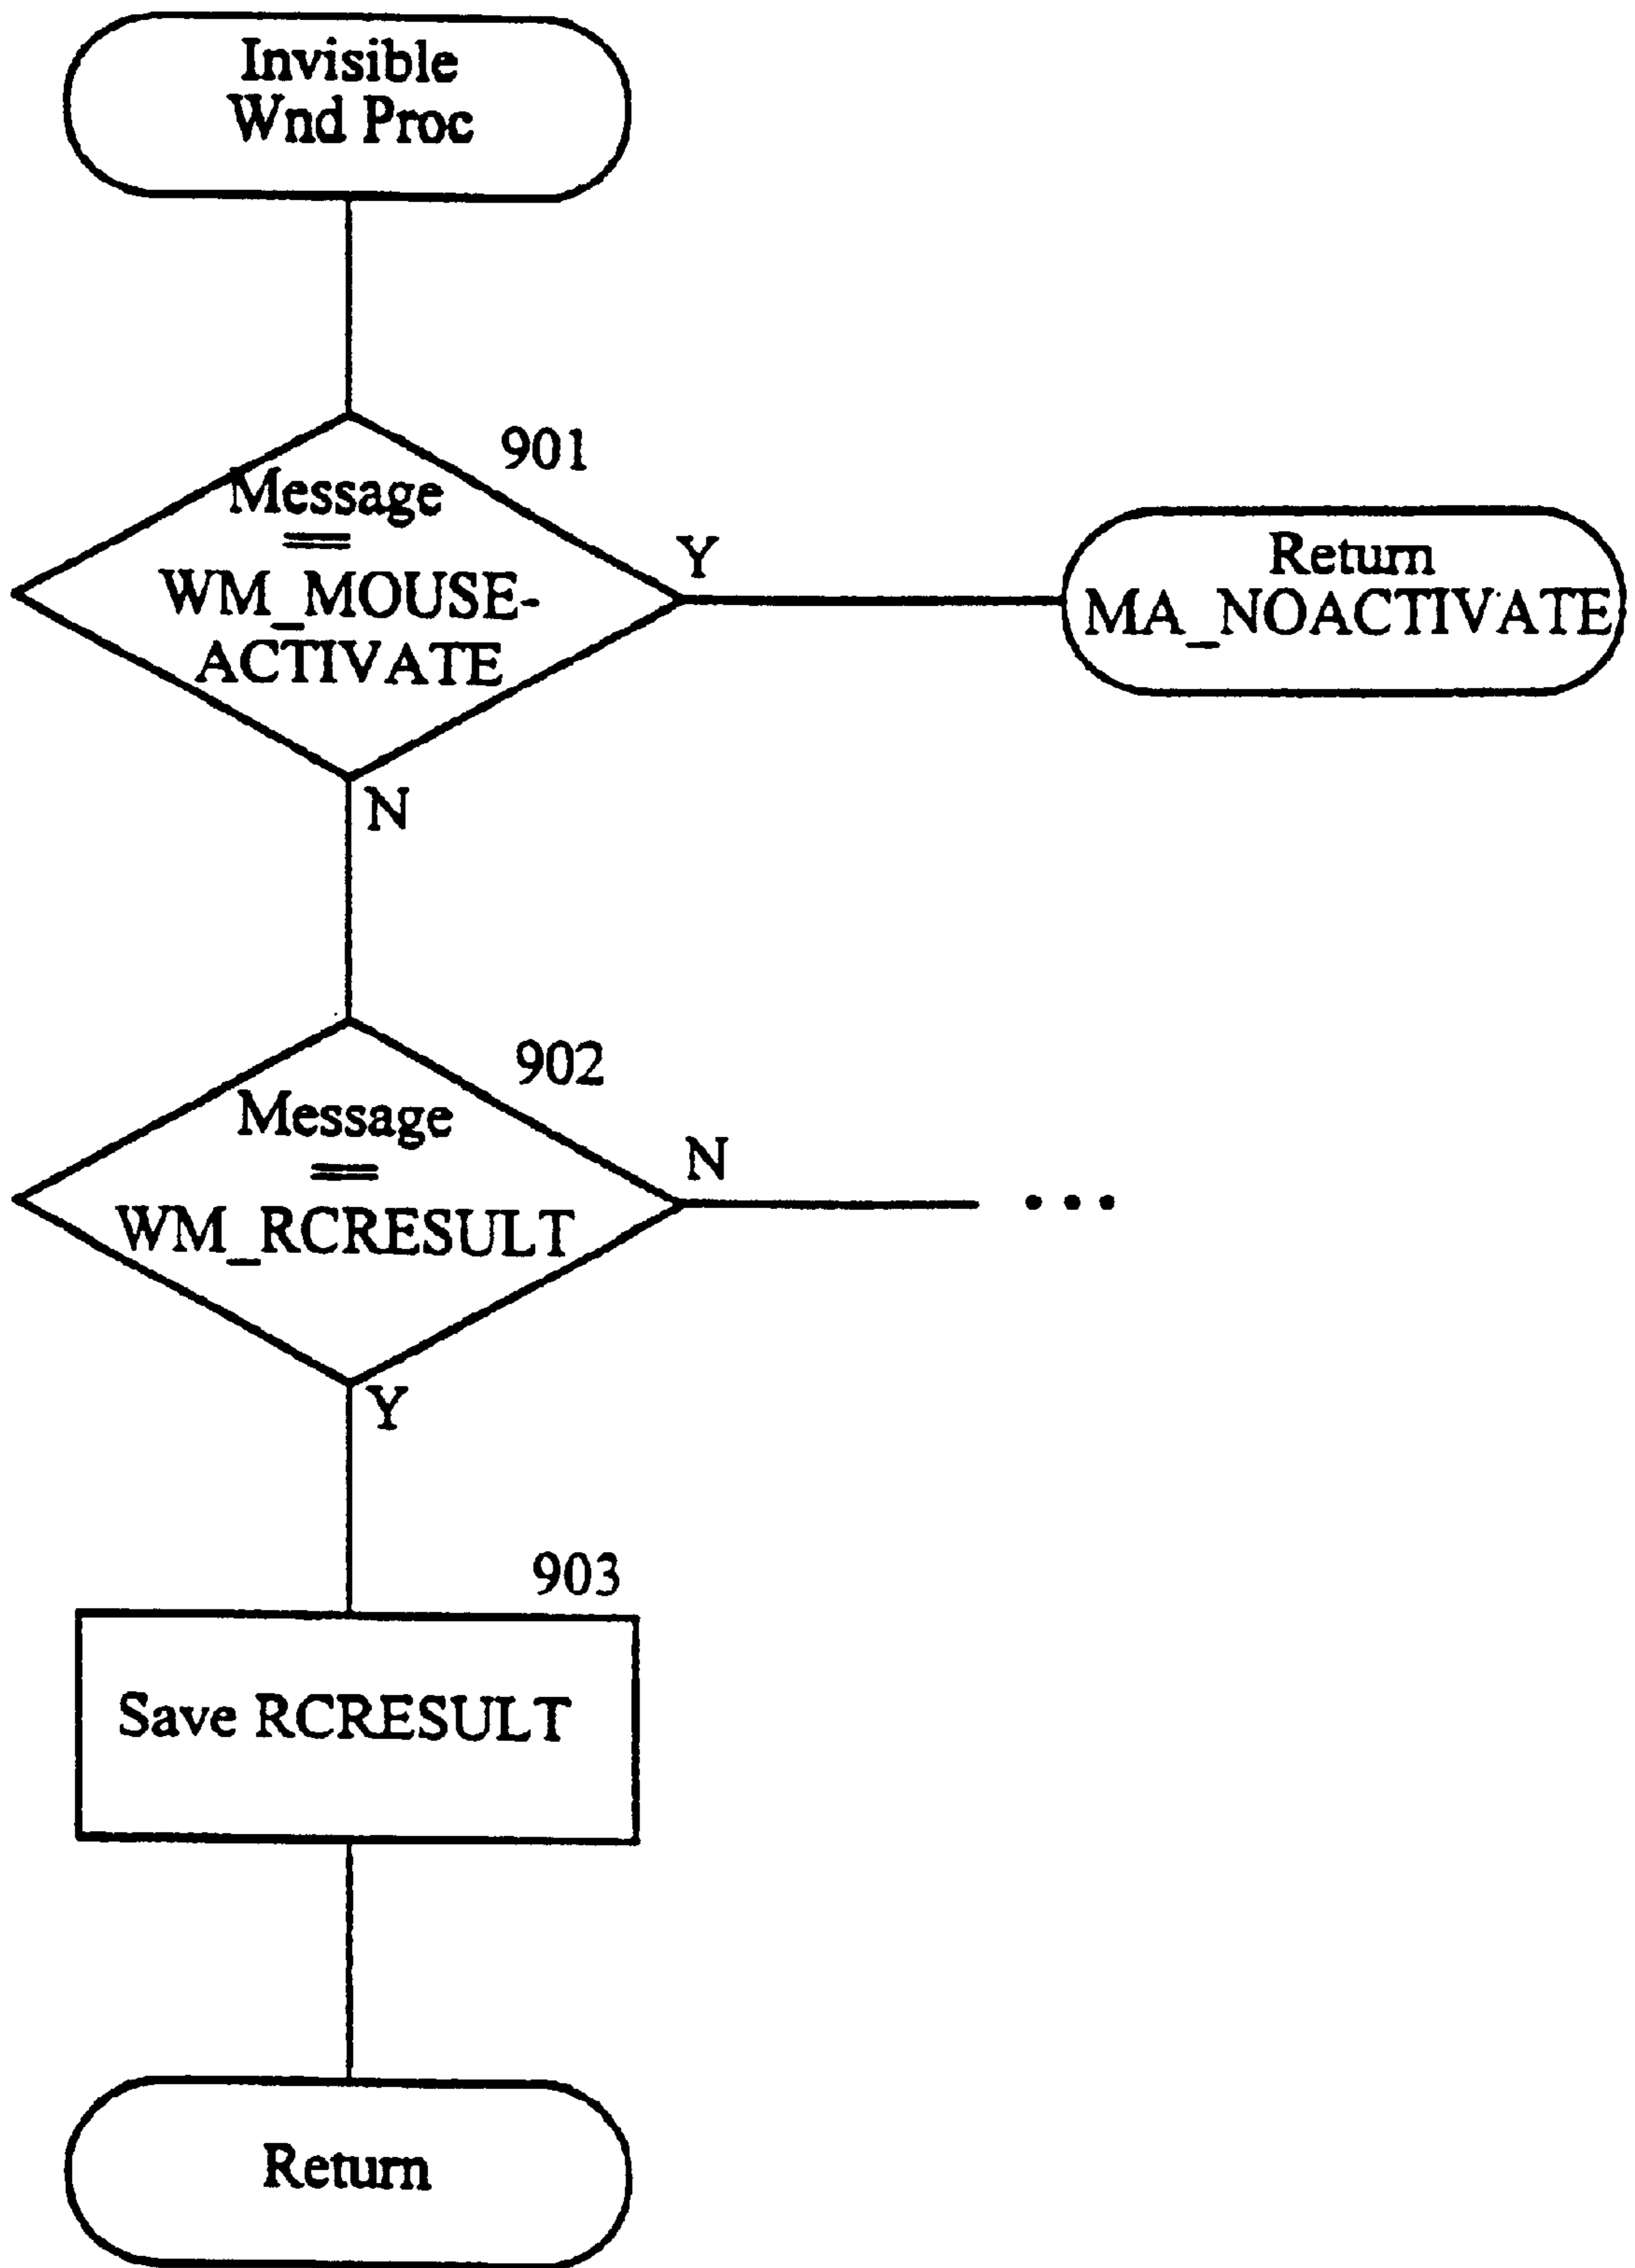 Invisible
Wnd Proc
901
Message
==
WM_MOUSE-
ACTIVATE
Y
Return
MA_NOACTIVATE
N
902
Message
==
WM_RCRESULT
N
• • •
Y
903
Save RCRESULT
Return